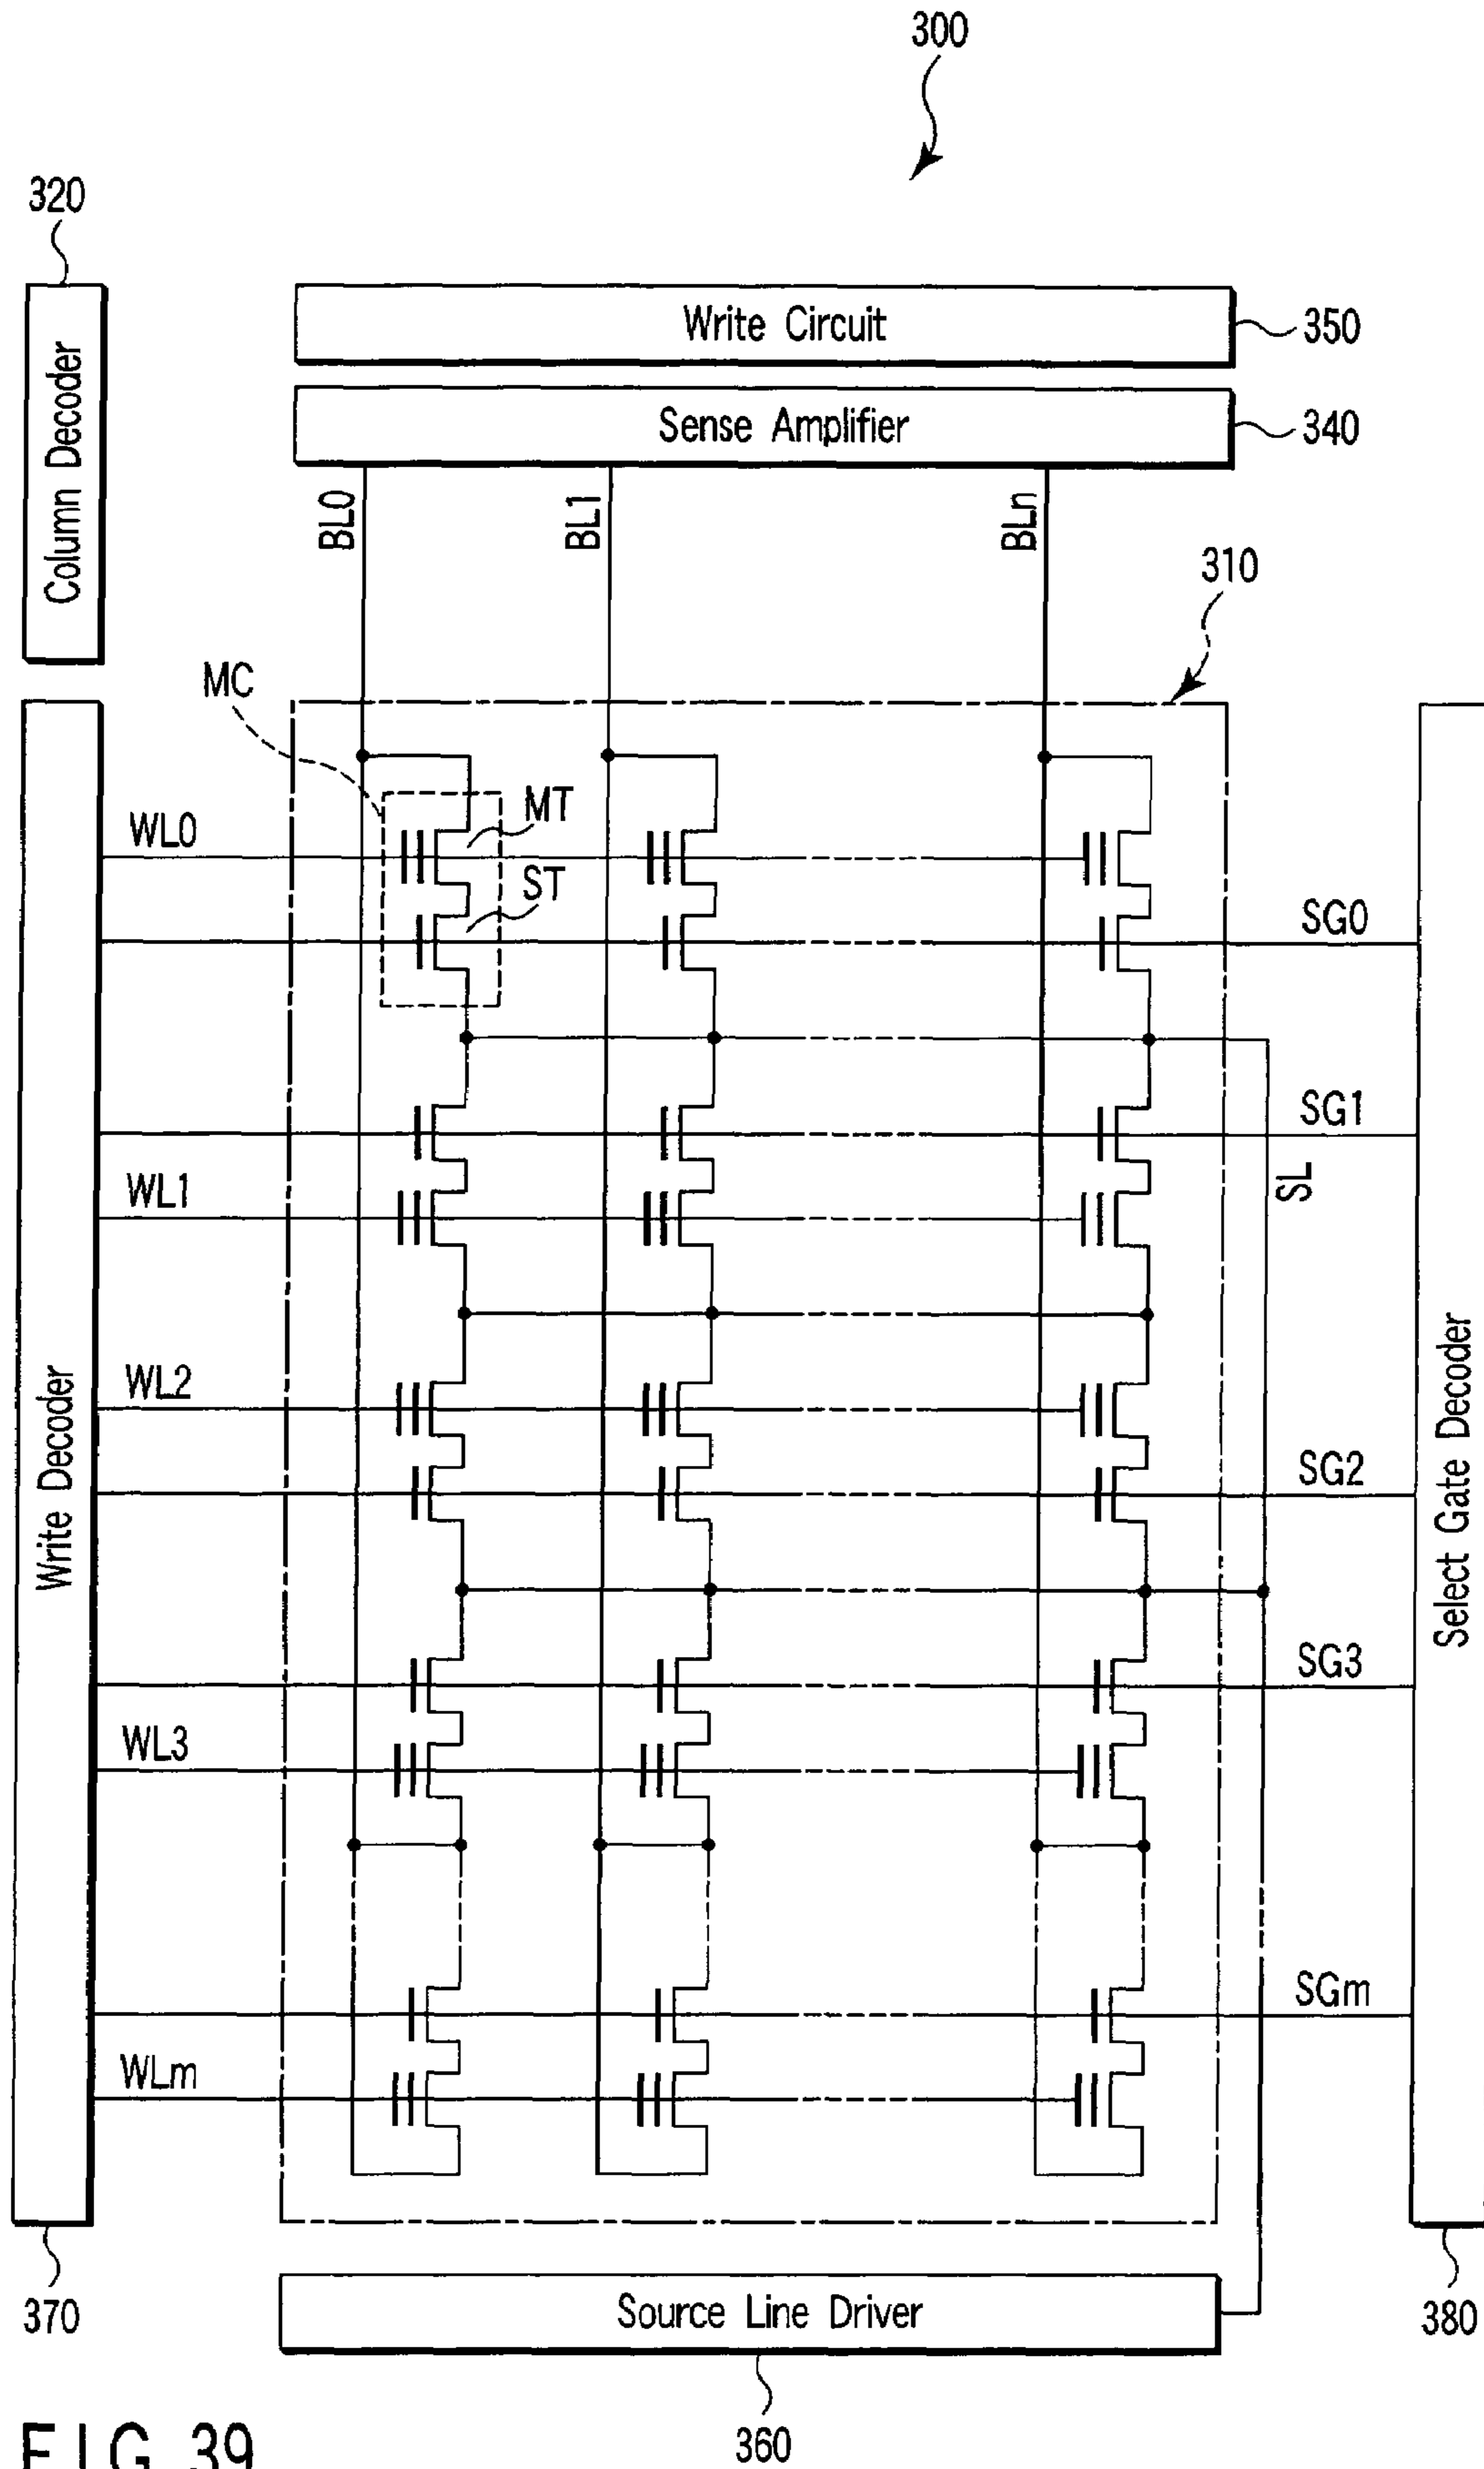 300
320
Write Circuit
350
Column Decoder
Sense Amplifier
340
BL0
BL1
BLn
310
MC
MT
WL0
ST
SG0
SG1
WL1
SL
WL2
Write Decoder
Select Gate Decoder
SG2
SG3
WL3
SGm
WLm
370
Source Line Driver
380
360
FIG. 39